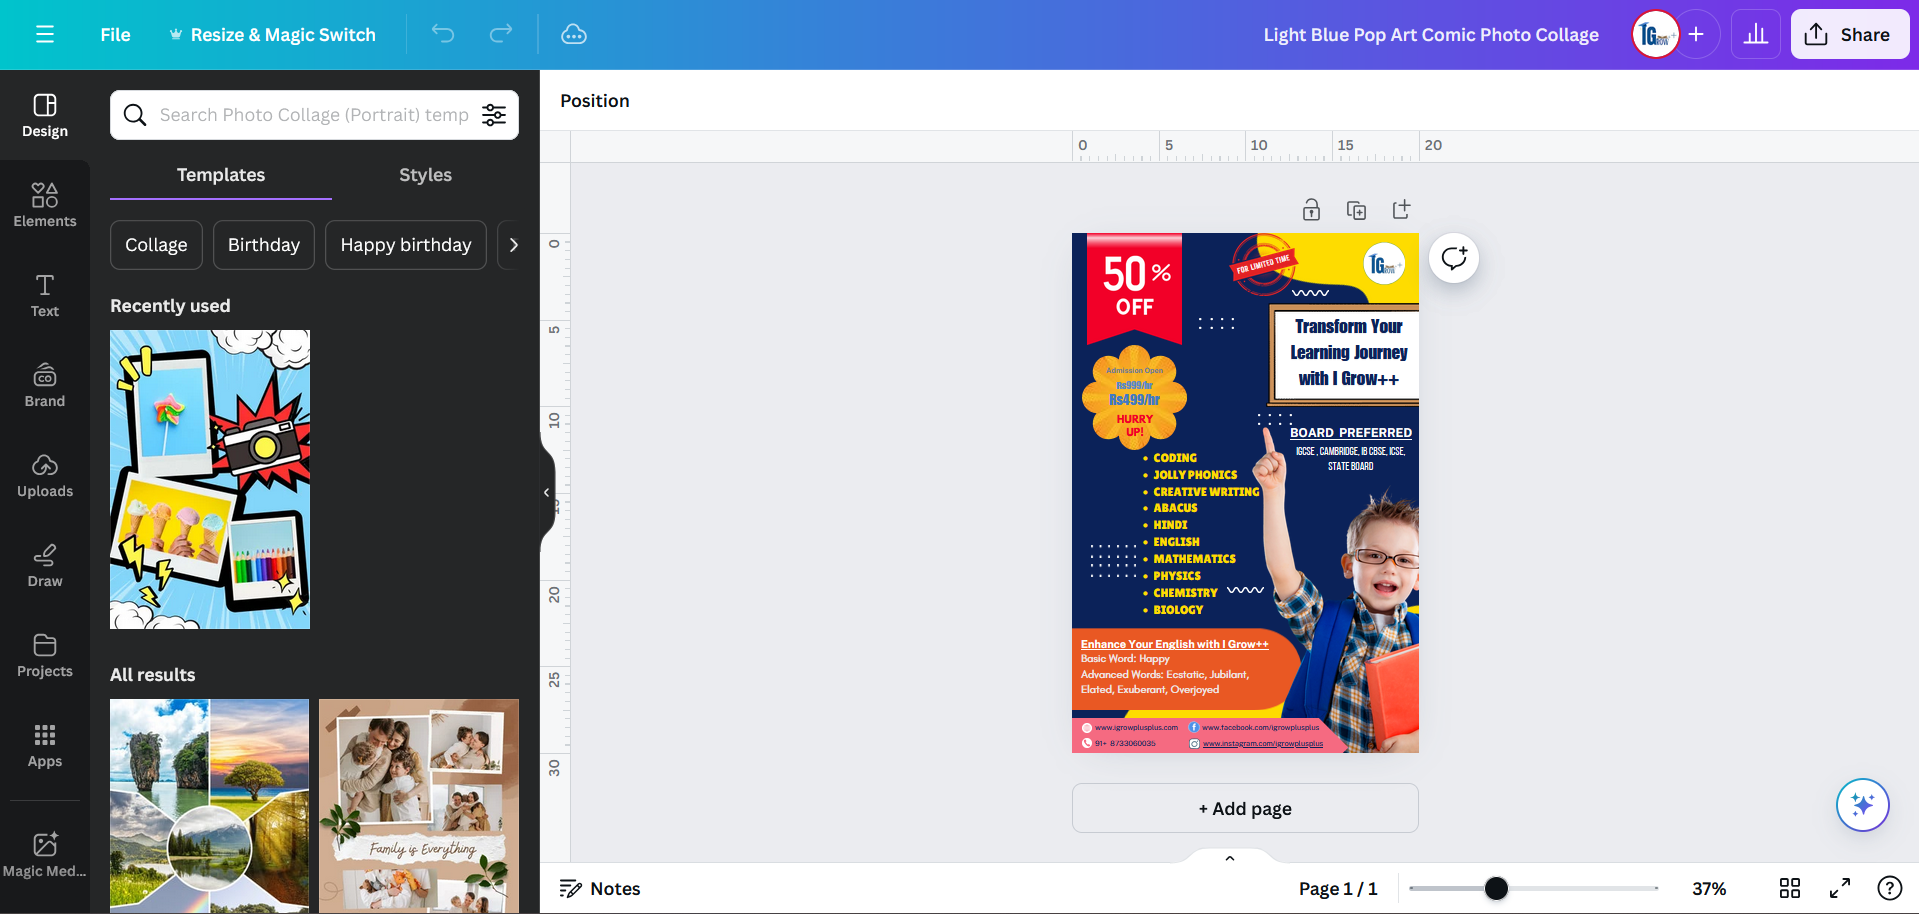 File
Resize & Magic Switch
Light Blue Pop Art Comic Photo Collage
Share
Design
Elements
Text
Brand
Uploads
Draw
Projects
Apps
Magic Med...
Search Photo Collage (Portrait) temp
Templates
Styles
Collage
Birthday
Happy birthday
Recently used
All results
Family is Everything
Position
0
5
10
15
20
0
5
10
20
25
30
50%
OFF
FOR LIMITED TIME
Transform Your
Learning Journey
with I Grow++
Admission Open
Rs999/hr
Rs499/hr
HURRY
UP!
BOARD PREFERRED
IGCSE , CAMBRIDGE, IB CBSE, ICSE,
STATE BOARD
• CODING
• JOLLY PHONICS
• CREATIVE WRITING
• ABACUS
• HINDI
• ENGLISH
• MATHEMATICS
• PHYSICS
• CHEMISTRY
• BIOLOGY
Enhance Your English with I Grow++
Basic Word: Happy
Advanced Words: Ecstatic, Jubilant,
Elated, Exuberant, Overjoyed
www.igrowplusplus.com
www.facebook.com/igrowplusplus
91+ 8733060035
www.instagram.com/igrowplusplus
+ Add page
Notes
Page 1 / 1
37%